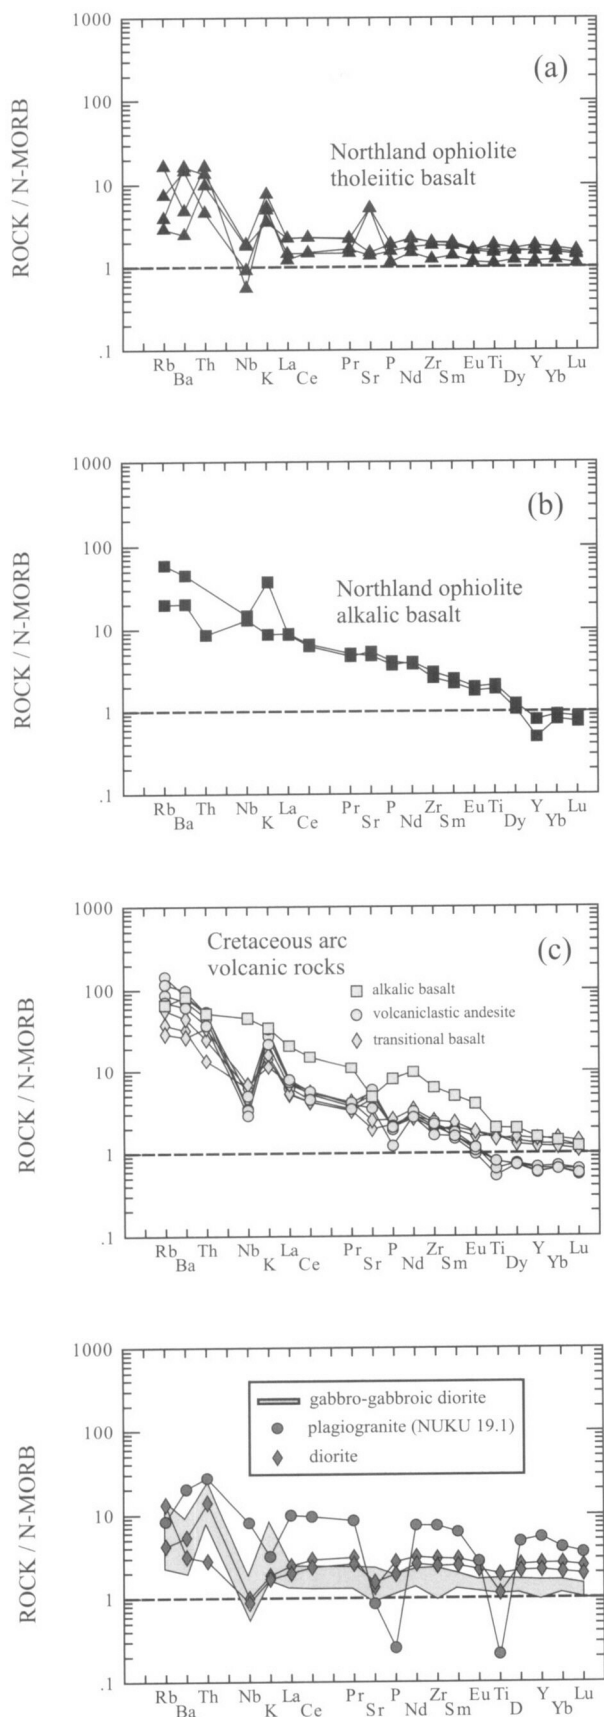 1000
(a)
100
Northland ophiolite
tholeiitic basalt
10
ROCK / N-MORB
1
.1
Rb Th Nb La Pr P Zr Eu Ti Y Lu
Ba K Ce Sr Nd Sm Dy Yb
1000
(b)
100
Northland ophiolite
alkalic basalt
10
ROCK / N-MORB
1
.1
Rb Th Nb La Pr P Zr Eu Ti Y Lu
Ba K Ce Sr Nd Sm Dy Yb
1000
(c)
Cretaceous arc
volcanic rocks
100
alkalic basalt
volcaniclastic andesite
transitional basalt
10
ROCK / N-MORB
1
.1
Rb Th Nb La Pr P Zr Eu Ti Y Lu
Ba K Ce Sr Nd Sm Dy Yb
1000
gabbro-gabbroic diorite
100
plagiogranite (NUKU 19.1)
diorite
10
ROCK / N-MORB
1
.1
Rb Th Nb La Pr P Zr Eu Ti Y Lu
Ba K Ce Sr Nd Sm D Yb